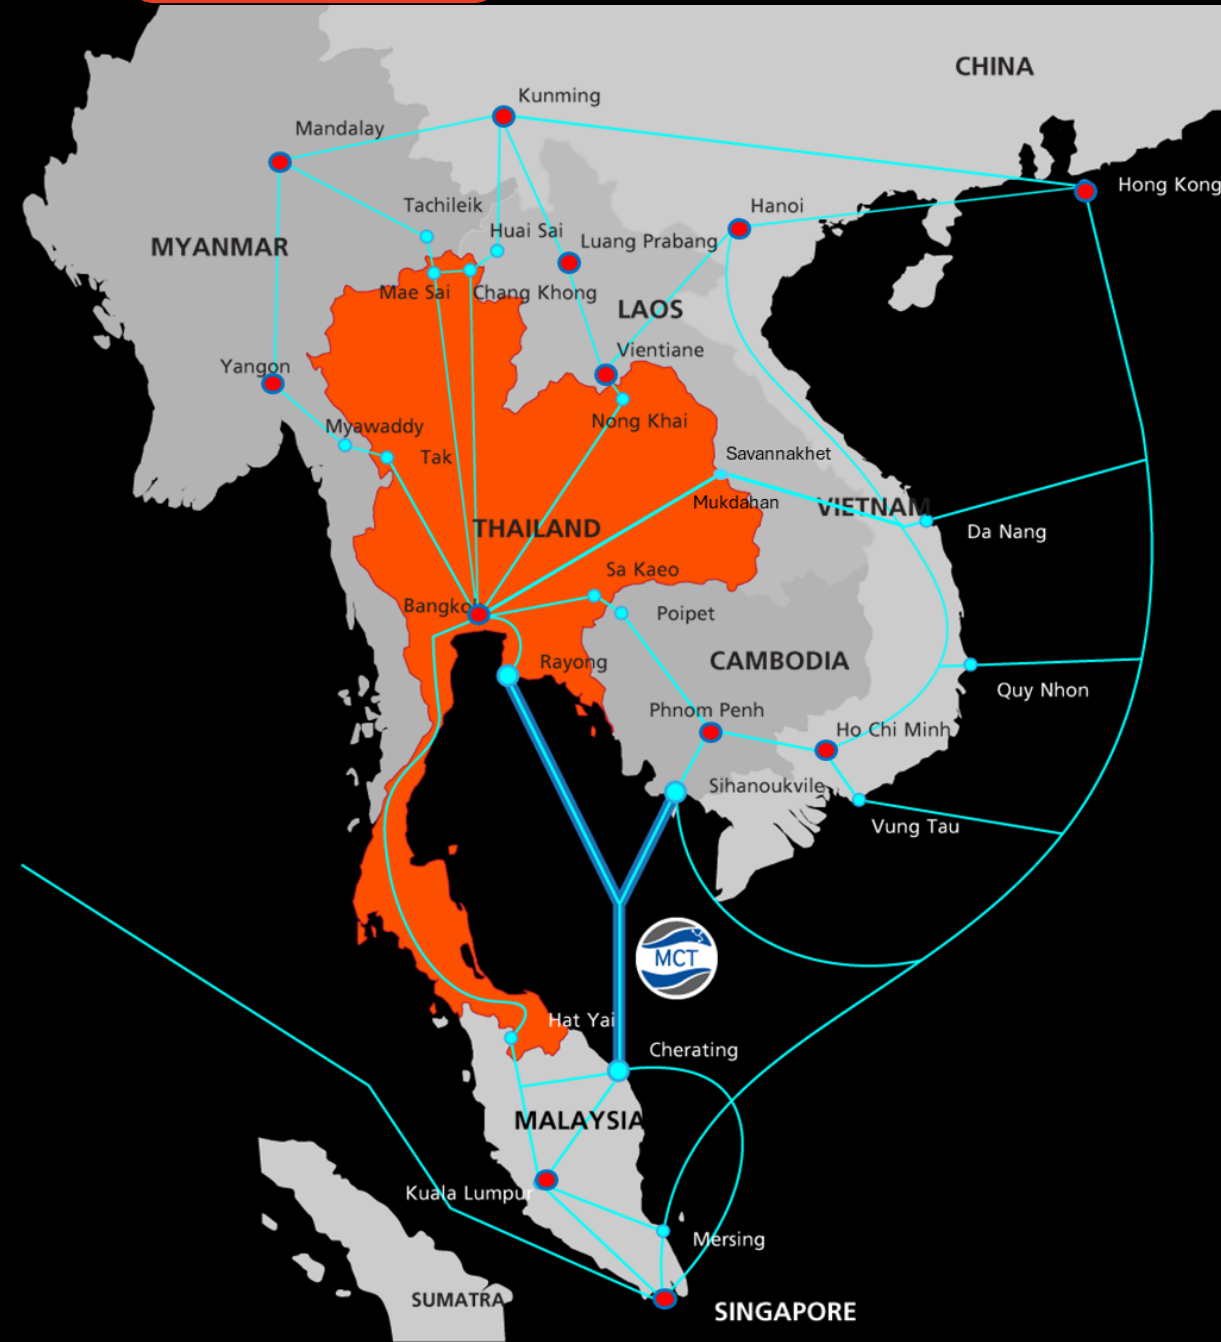 CHINA
Kunming
Mandalay
Hong Kong
Tachileik
Hanoi
Huai Sai
Luang Prabang
MYANMAR
Mae Sai
Chang Khong
LAOS
Vientiane
Yangon
Nong Khai
Myawaddy
Tak
Savannakhet
Mukdahan
VIETNAM
THAILAND
Da Nang
Sa Kaeo
Bangkok
Poipet
Rayong
CAMBODIA
Quy Nhon
Phnom Penh
Ho Chi Minh
Sihanoukvile
Vung Tau
MCT
Hat Yai
Cherating
MALAYSIA
Kuala Lumpur
Mersing
SUMATRA
SINGAPORE